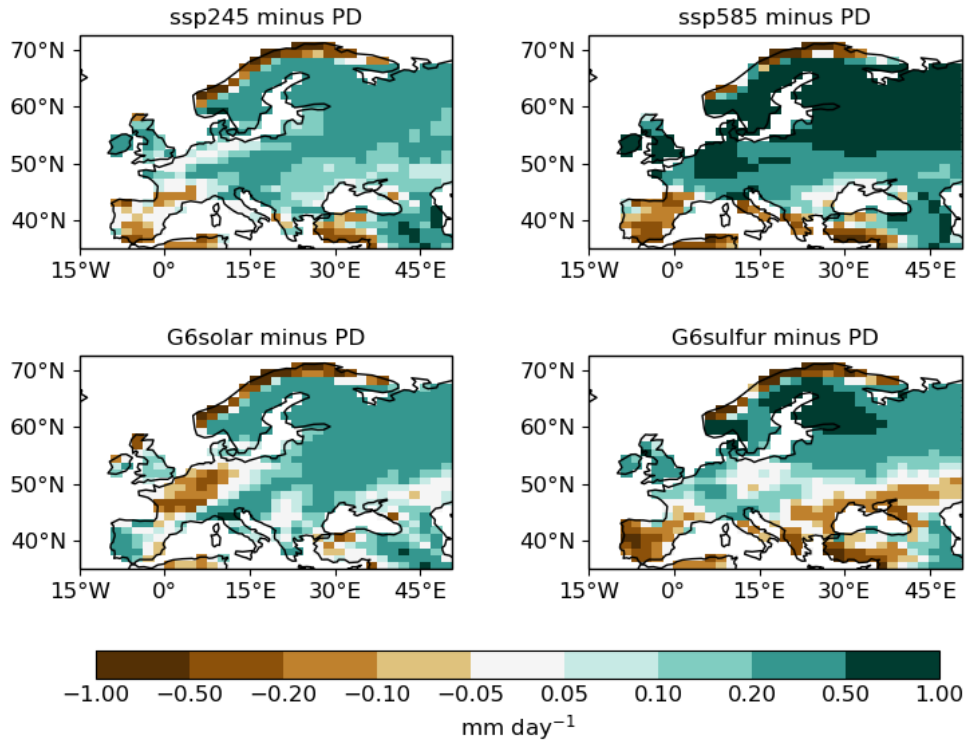 ssp245 minus PD
ssp585 minus PD
70°N
60°N
50°N
40°N
15°W 0° 15°E 30°E 45°E
70°N
60°N
50°N
40°N
15°W 0° 15°E 30°E 45°E
G6solar minus PD
G6sulfur minus PD
70°N
60°N
50°N
40°N
15°W 0° 15°E 30°E 45°E
70°N
60°N
50°N
40°N
15°W 0° 15°E 30°E 45°E
−1.00 −0.50 −0.20 −0.10 −0.05 0.05 0.10 0.20 0.50 1.00
mm day⁻¹